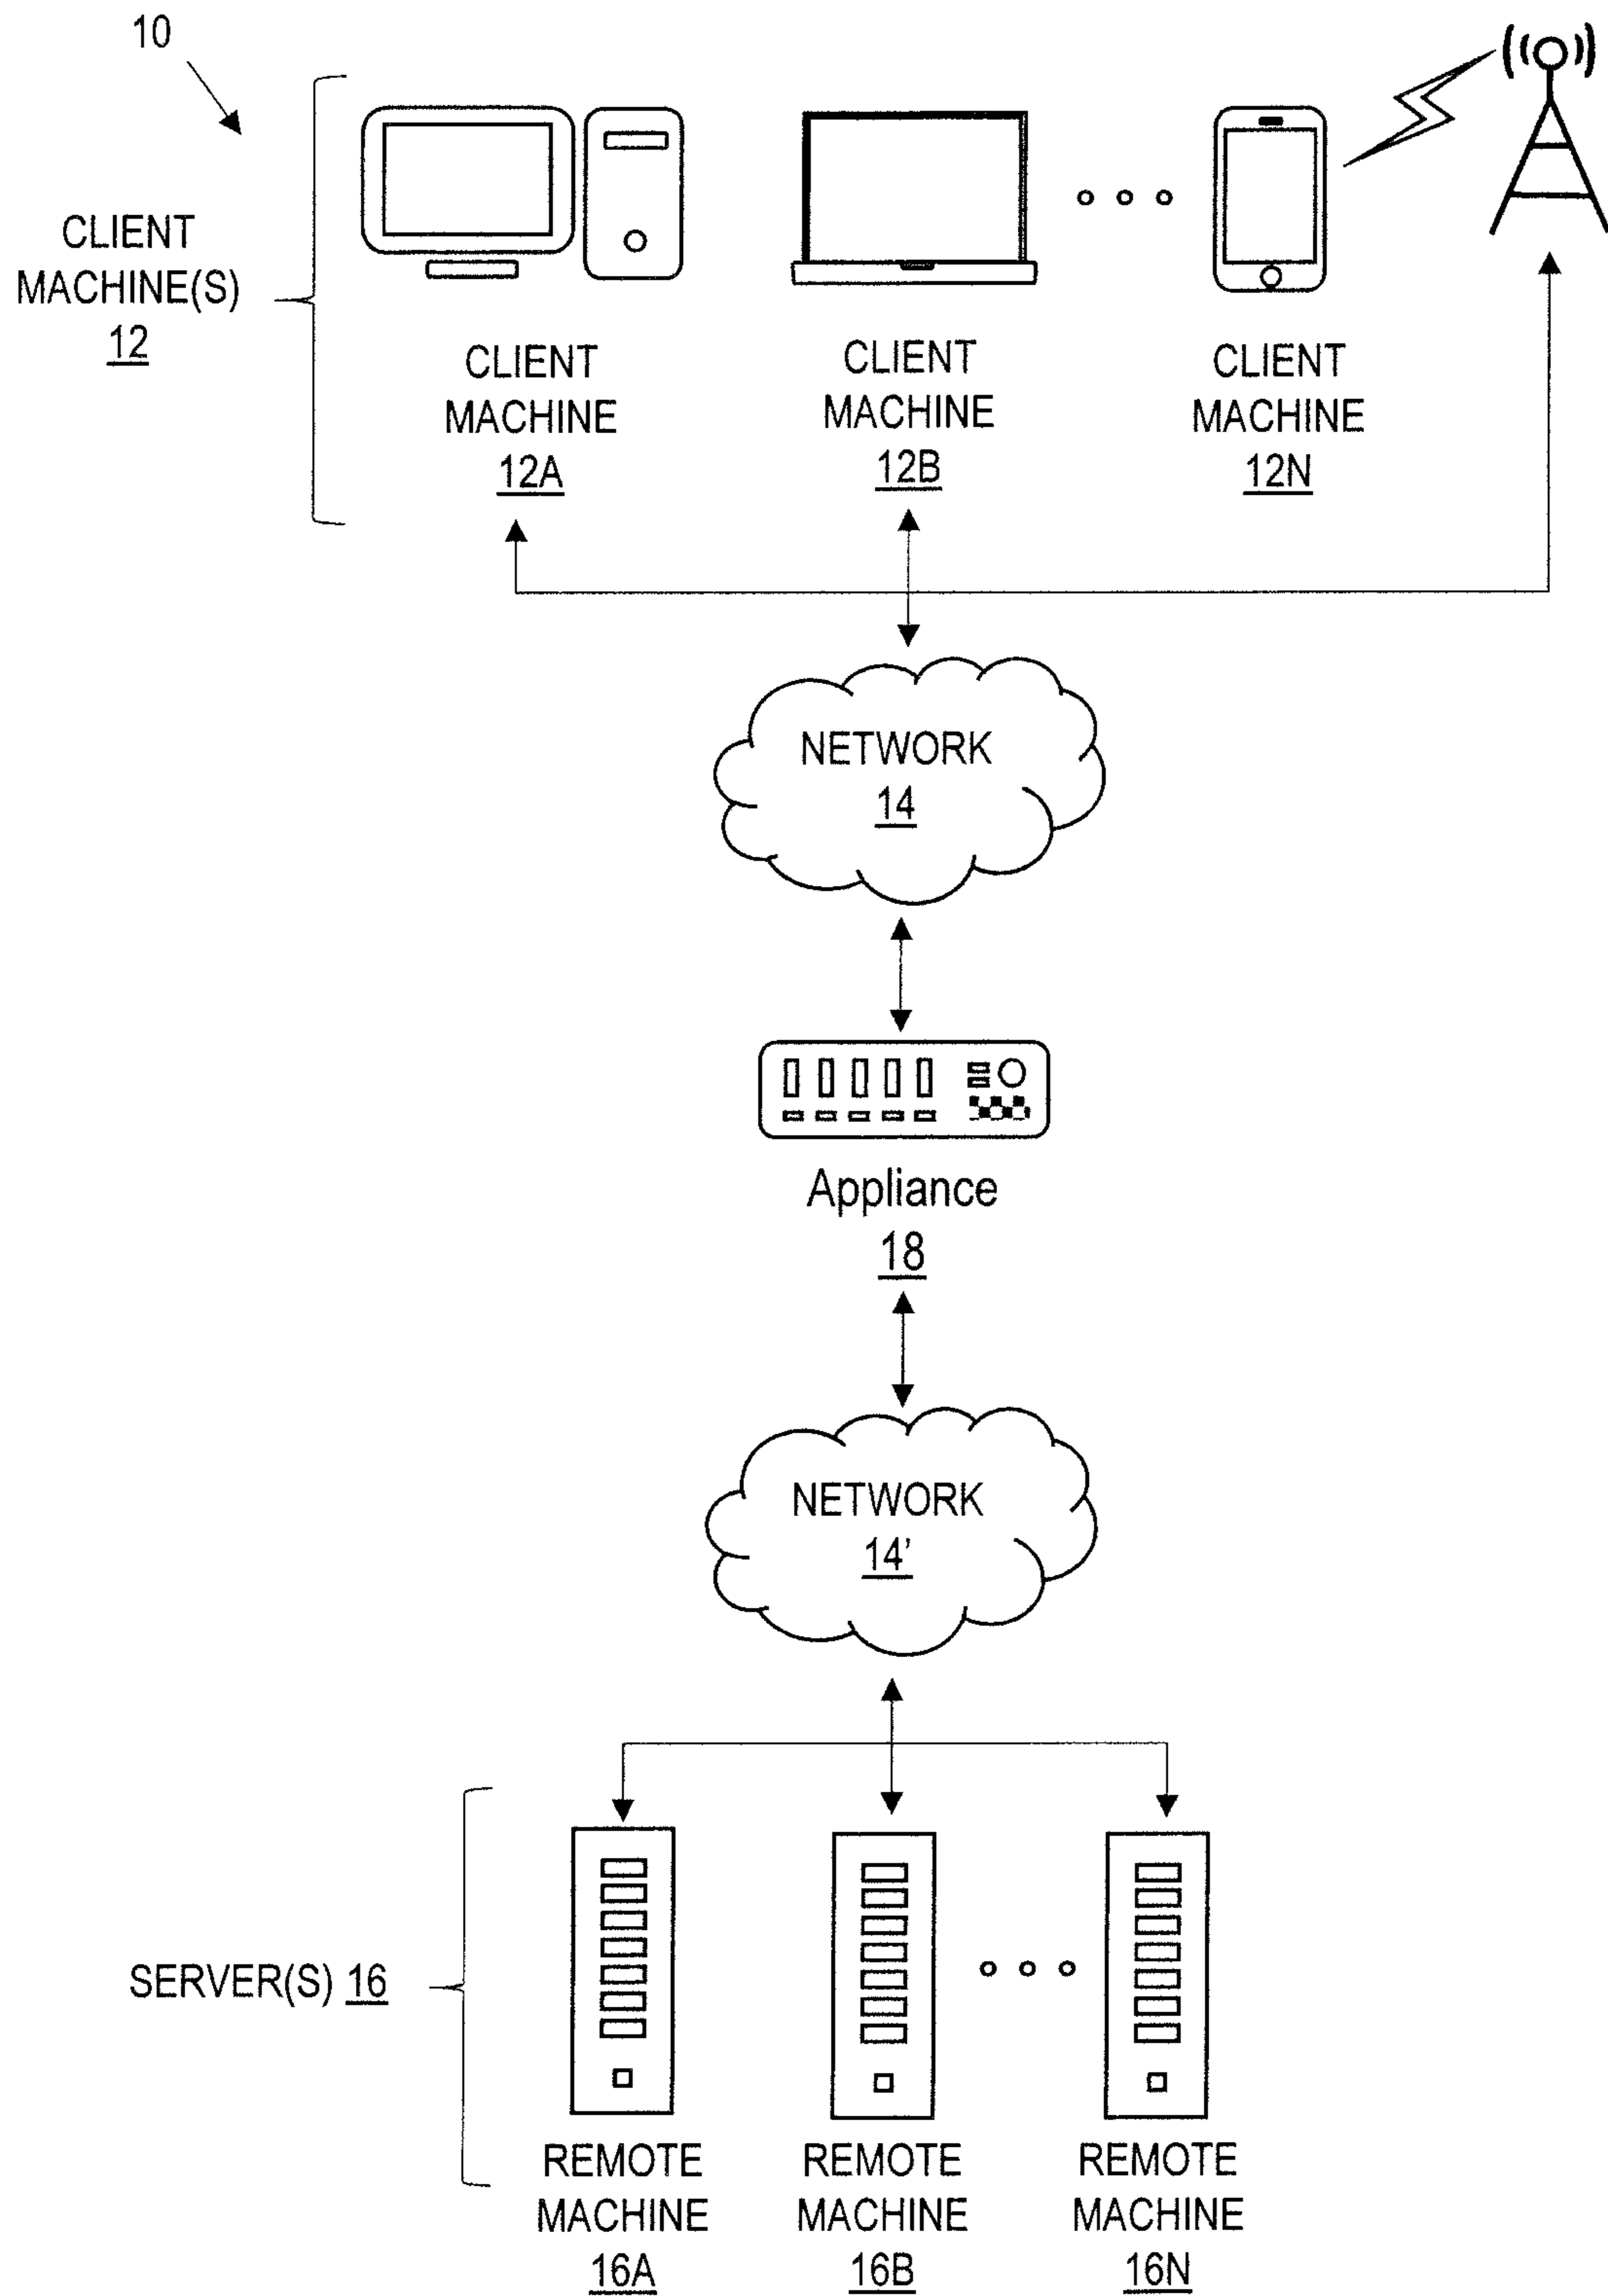 10
CLIENT
MACHINE(S)
12
CLIENT
MACHINE
12A
CLIENT
MACHINE
12B
CLIENT
MACHINE
12N
NETWORK
14
Appliance
18
NETWORK
14'
SERVER(S) 16
REMOTE
MACHINE
16A
REMOTE
MACHINE
16B
REMOTE
MACHINE
16N